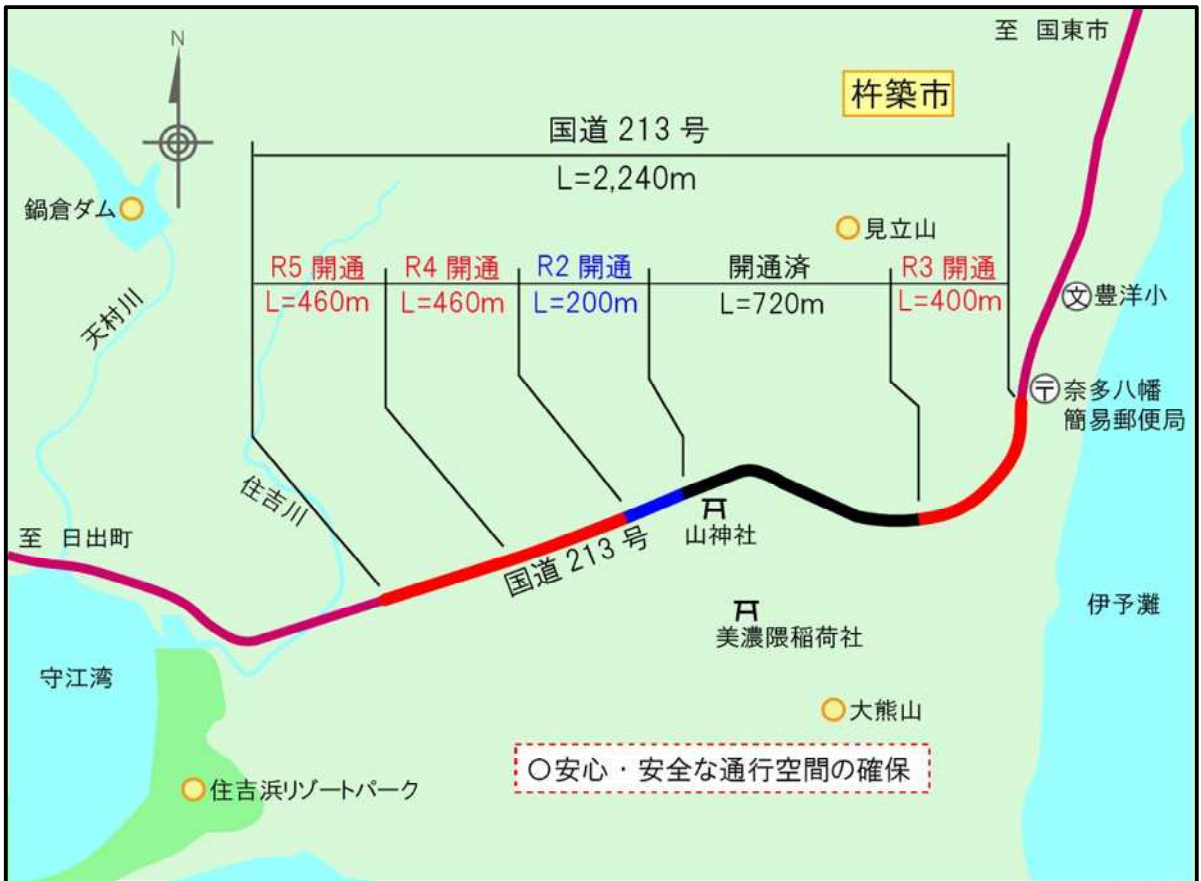 至 国東市
N
杵築市
国道 213 号
L=2,240m
鍋倉ダム
見立山
R5 開通
L=460m
R4 開通
L=460m
R2 開通
L=200m
開通済
L=720m
R3 開通
L=400m
文 豊洋小
天村川
〒 奈多八幡
簡易郵便局
住吉川
山神社
至 日出町
国道 213 号
美濃隈稲荷社
伊予灘
守江湾
大熊山
○安心・安全な通行空間の確保
住吉浜リゾートパーク